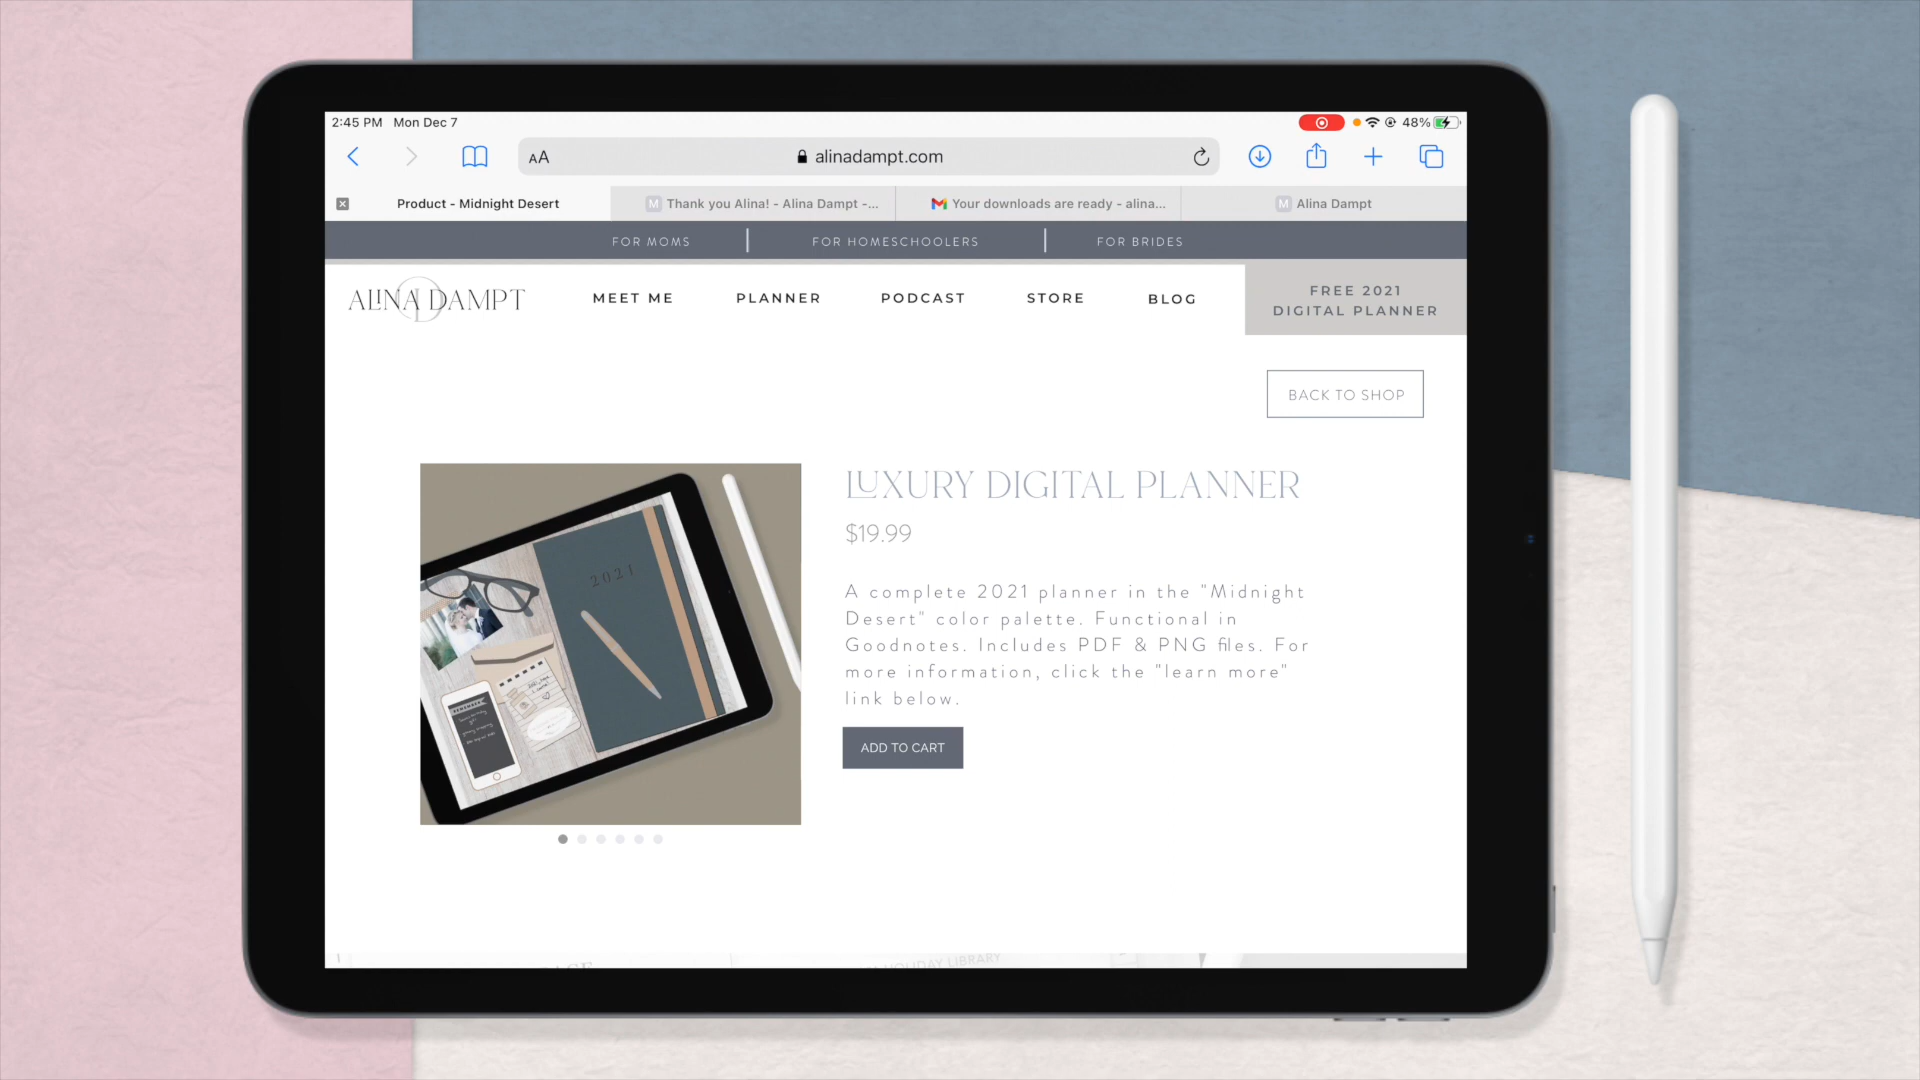 2:45 PM Mon Dec 7
48%
AA
alinadampt.com
Product - Midnight Desert
Thank you Alina! - Alina Dampt -...
Your downloads are ready - alina...
Alina Dampt
FOR MOMS
FOR HOMESCHOOLERS
FOR BRIDES
ALINA DAMPT
MEET ME
PLANNER
PODCAST
STORE
BLOG
FREE 2021
DIGITAL PLANNER
BACK TO SHOP
2021
LUXURY DIGITAL PLANNER
$19.99
A complete 2021 planner in the "Midnight
Desert" color palette. Functional in
Goodnotes. Includes PDF & PNG files. For
more information, click the "learn more"
link below.
ADD TO CART
HOLIDAY LIBRARY